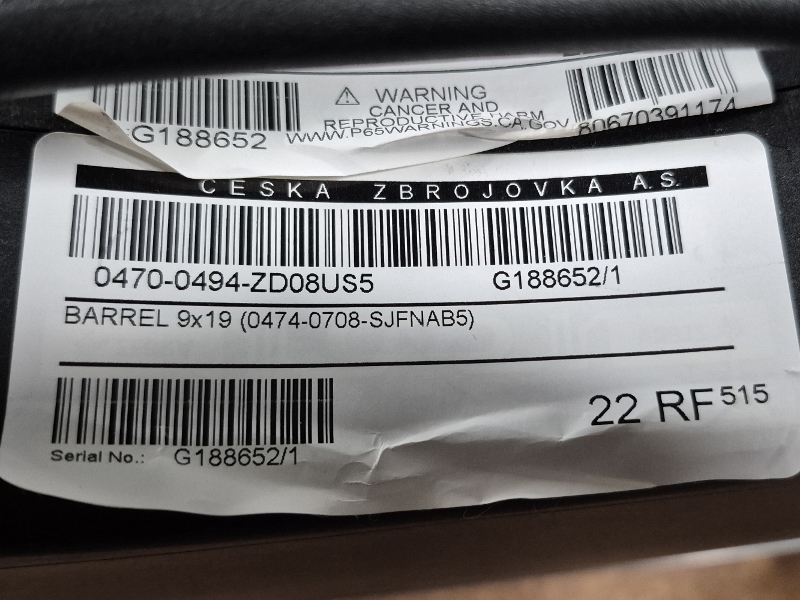 ⚠ WARNING
CANCER AND
REPRODUCTIVE HARM
WWW.P65WARNINGS.CA.GOV
G188652
80670391174
CESKA ZBROJOVKA A.S.
0470-0494-ZD08US5 G188652/1
BARREL 9x19 (0474-0708-SJFNAB5)
22 RF 515
Serial No.: G188652/1